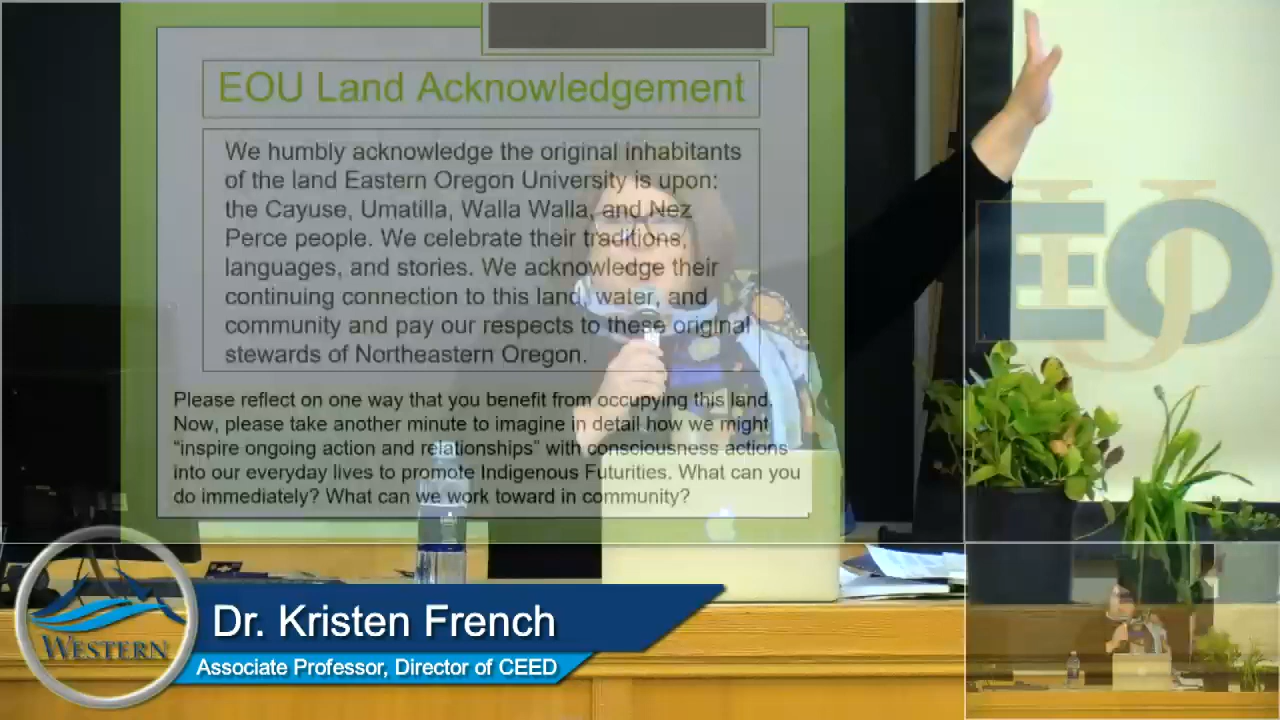 EOU Land Acknowledgement
We humbly acknowledge the original inhabitants
of the land Eastern Oregon University is upon:
the Cayuse, Umatilla, Walla Walla, and Nez
Perce people. We celebrate their traditions,
languages, and stories. We acknowledge their
continuing connection to this land, water, and
community and pay our respects to these original
stewards of Northeastern Oregon.
Please reflect on one way that you benefit from occupying this land.
Now, please take another minute to imagine in detail how we might
“inspire ongoing action and relationships” with consciousness actions
into our everyday lives to promote Indigenous Futurities. What can you
do immediately? What can we work toward in community?
EOU
WESTERN
Dr. Kristen French
Associate Professor, Director of CEED